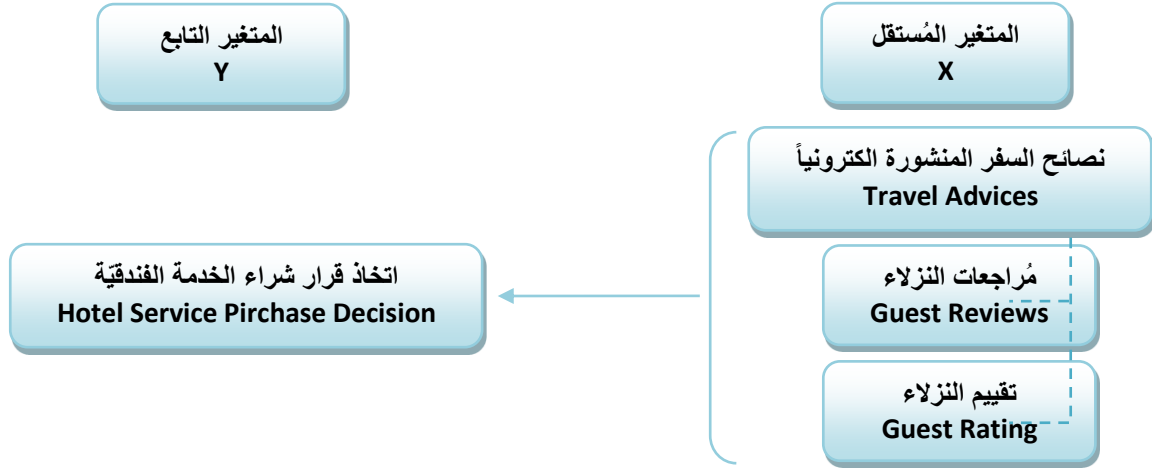 المتغير المُستقل
X
المتغير التابع
Y
نصائح السفر المنشورة الكترونياً
Travel Advices
مُراجعات النزلاء
Guest Reviews
تقييم النزلاء
Guest Rating
اتخاذ قرار شراء الخدمة الفندقيّة
Hotel Service Pirchase Decision